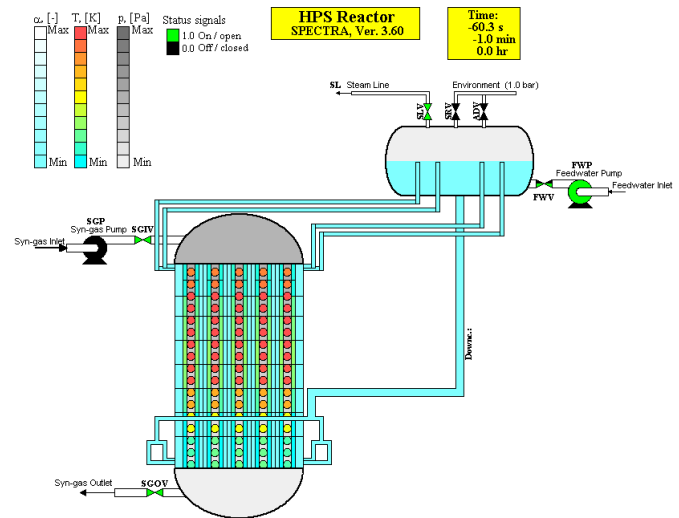 α, [-] T, [K] p, [Pa]
Max Max Max
Min Min Min
Status signals
1.0 On / open
0.0 Off / closed
HPS Reactor
SPECTRA, Ver. 3.60
Time:
-60.3 s
-1.0 min
0.0 hr
SL Steam Line
Environment (1.0 bar)
SLV
SRV
ADV
FWP
Feedwater Pump
Feedwater Inlet
FWV
SGP
Syn-gas Pump
SGIV
Syn-gas Inlet
Downc.:
Syn-gas Outlet
SGOV